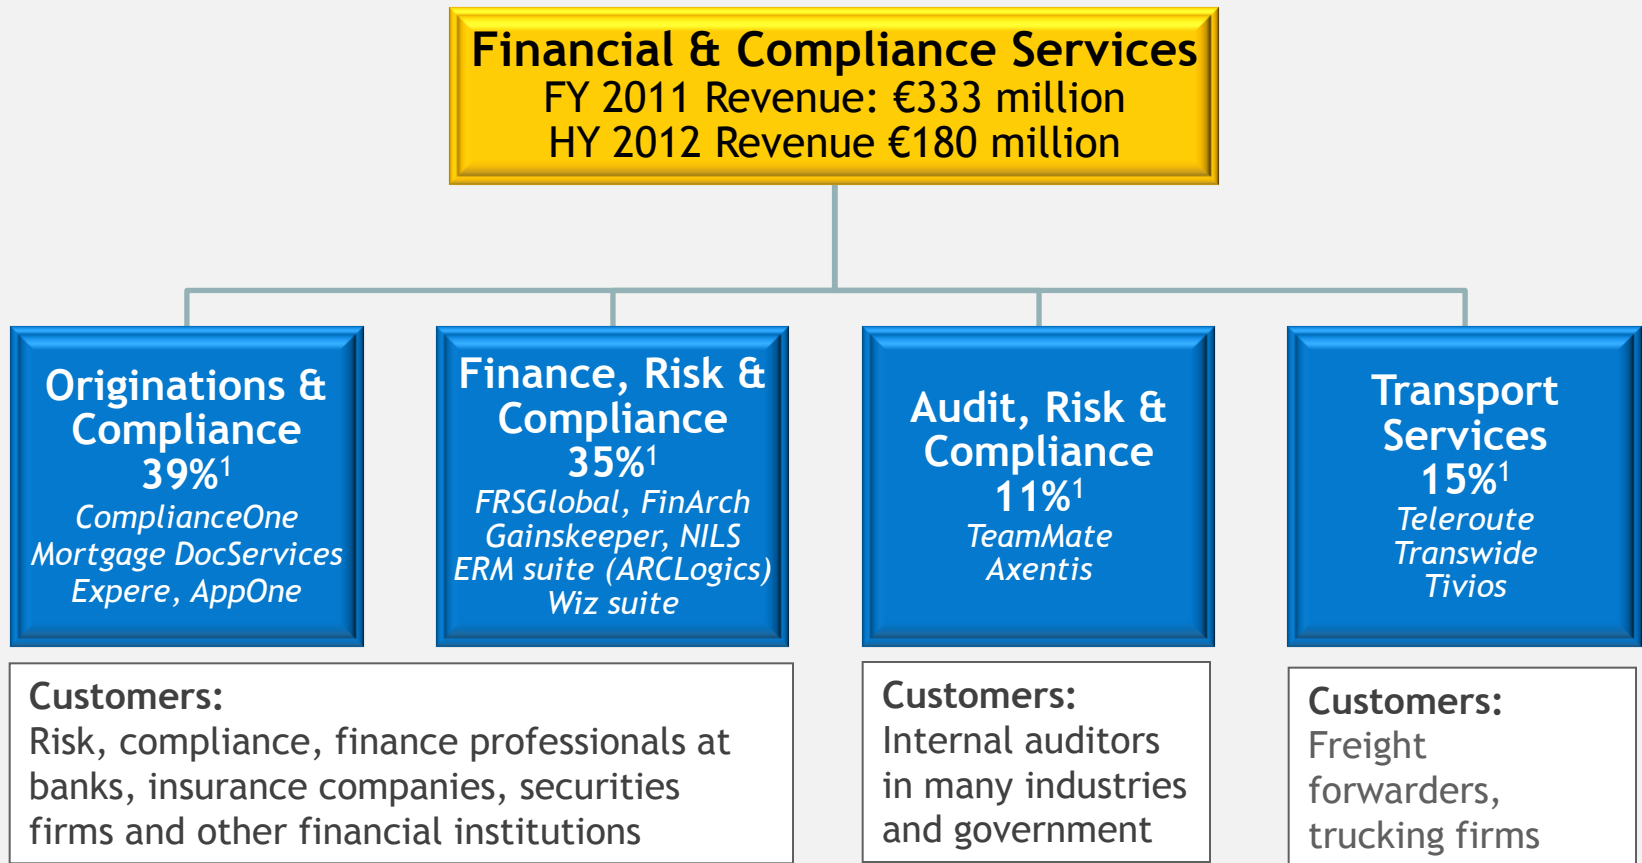 Financial & Compliance Services
FY 2011 Revenue: €333 million
HY 2012 Revenue €180 million
Originations &
Compliance
39%¹
ComplianceOne
Mortgage DocServices
Expere, AppOne
Finance, Risk &
Compliance
35%¹
FRSGlobal, FinArch
Gainskeeper, NILS
ERM suite (ARCLogics)
Wiz suite
Audit, Risk &
Compliance
11%¹
TeamMate
Axentis
Transport
Services
15%¹
Teleroute
Transwide
Tivios
Customers:
Risk, compliance, finance professionals at
banks, insurance companies, securities
firms and other financial institutions
Customers:
Internal auditors
in many industries
and government
Customers:
Freight
forwarders,
trucking firms